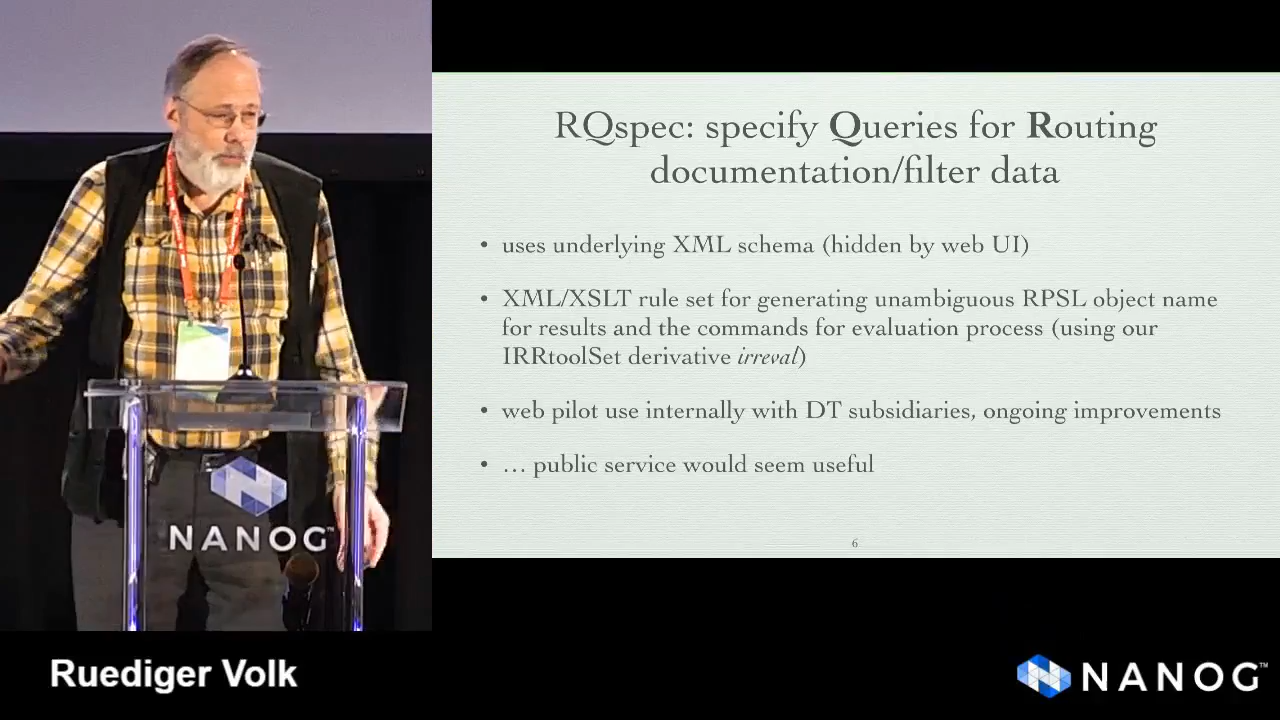 RQspec: specify Queries for Routing
documentation/filter data
• uses underlying XML schema (hidden by web UI)
• XML/XSLT rule set for generating unambiguous RPSL object name
for results and the commands for evaluation process (using our
IRRtoolSet derivative irreval)
• web pilot use internally with DT subsidiaries, ongoing improvements
• … public service would seem useful
6
NANOG™
Ruediger Volk
NANOG™